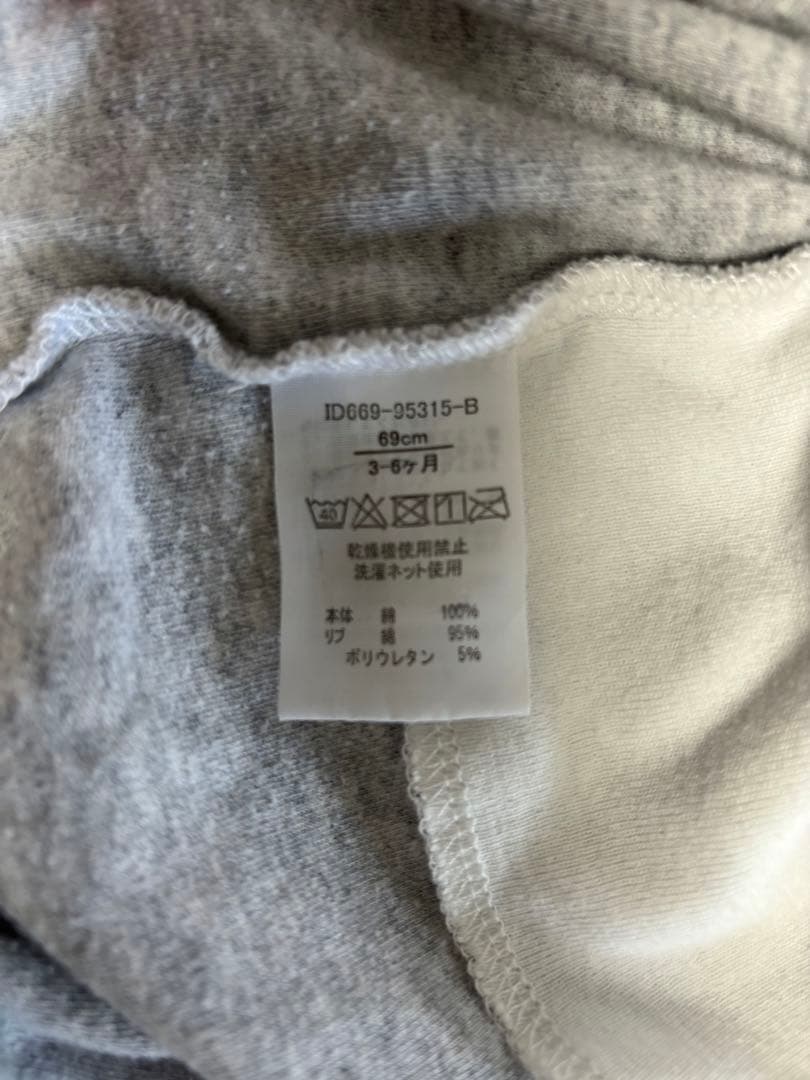 ID669-95315-B
69cm
3-6ヶ月
40
乾燥機使用禁止
洗濯ネット使用
本体 綿 100%
リブ 綿 95%
ポリウレタン 5%